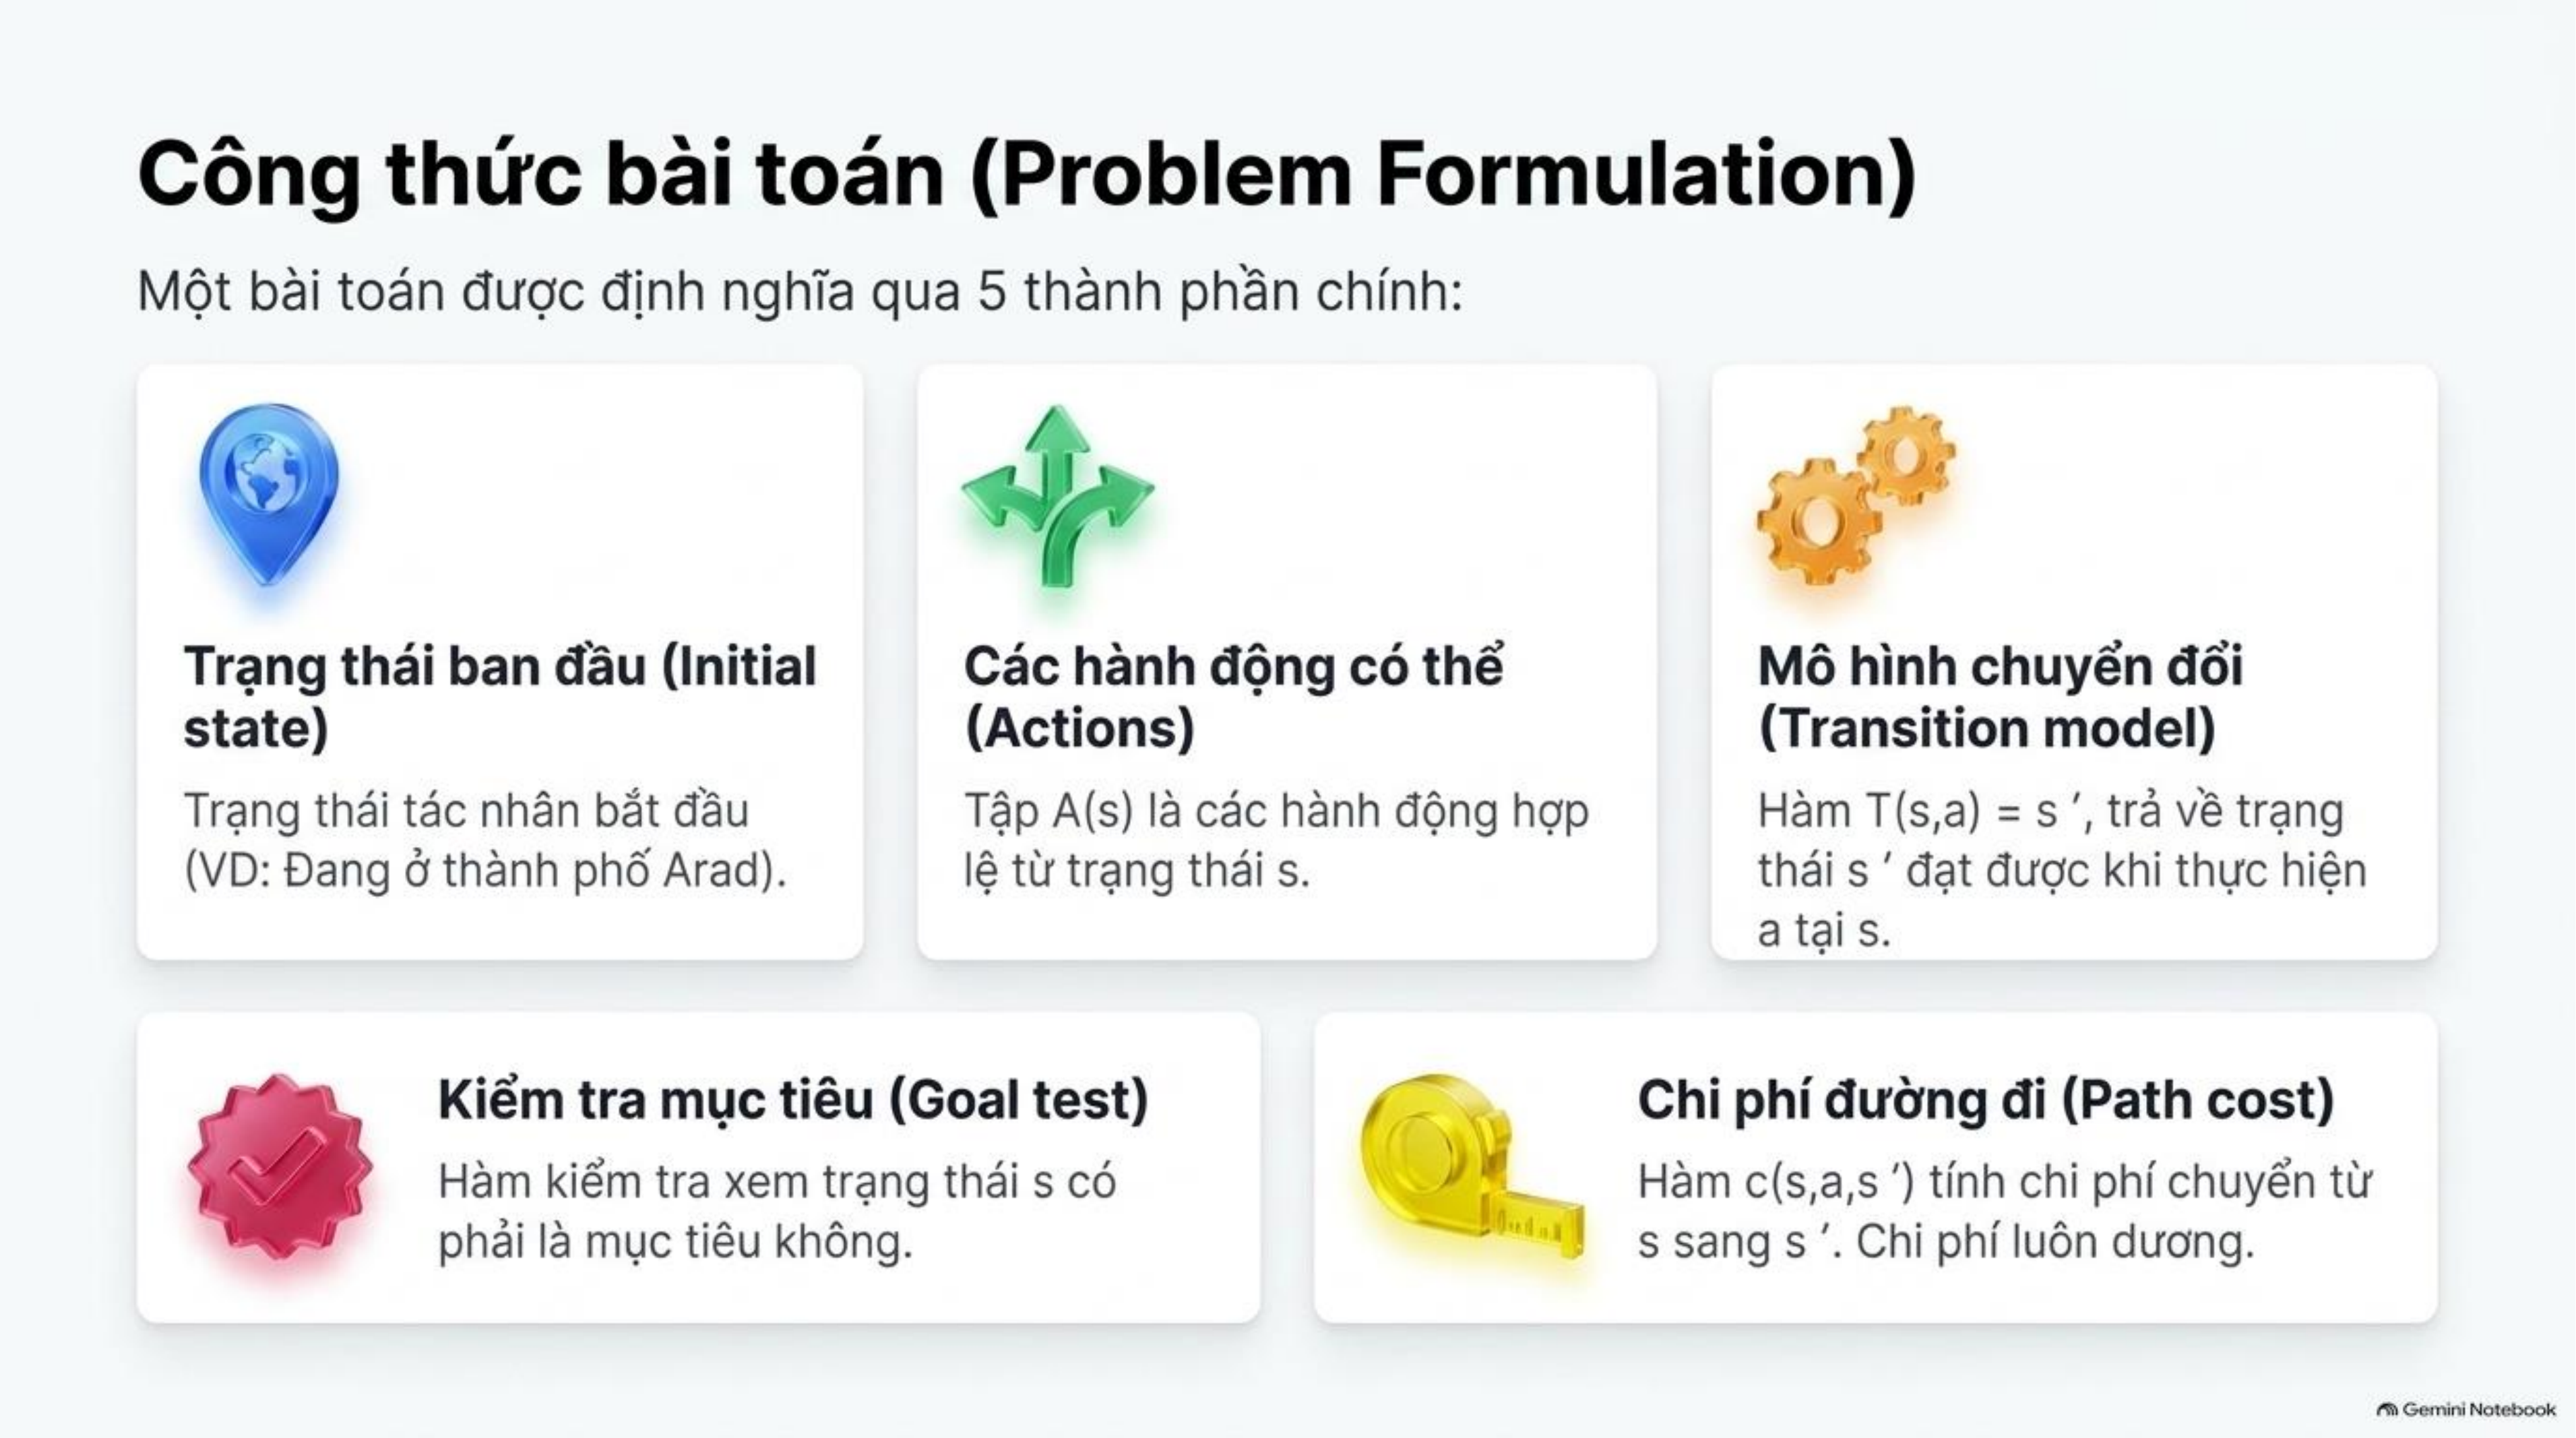 Công thức bài toán (Problem Formulation)
Một bài toán được định nghĩa qua 5 thành phần chính:
Trạng thái ban đầu (Initial
state)
Trạng thái tác nhân bắt đầu
(VD: Đang ở thành phố Arad).
Các hành động có thể
(Actions)
Tập A(s) là các hành động hợp
lệ từ trạng thái s.
Mô hình chuyển đổi
(Transition model)
Hàm T(s,a) = s ′, trả về trạng
thái s ′ đạt được khi thực hiện
a tại s.
Kiểm tra mục tiêu (Goal test)
Hàm kiểm tra xem trạng thái s có
phải là mục tiêu không.
Chi phí đường đi (Path cost)
Hàm c(s,a,s ′) tính chi phí chuyển từ
s sang s ′. Chi phí luôn dương.
Gemini Notebook